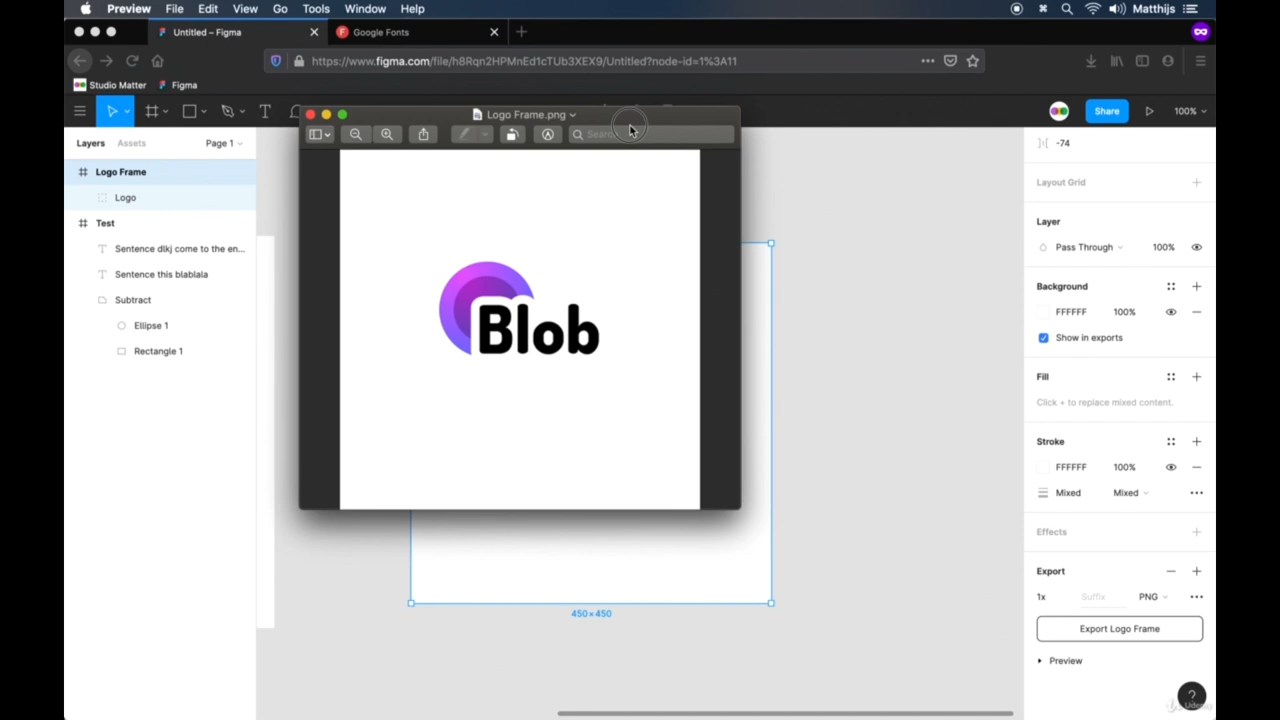 Preview File Edit View Go Tools Window Help Matthijs
Untitled – Figma Google Fonts
https://www.figma.com/file/h8Rqn2HPMnEd1cTUb3XEX9/Untitled?node-id=1%3A11
Studio Matter Figma
T Share 100%
Logo Frame.png
Search
Layers Assets Page 1
Logo Frame
Logo
Test
Sentence dlkj come to the en...
Sentence this blablala
Subtract
Ellipse 1
Rectangle 1
Blob
450×450
-74
Layout Grid
Layer
Pass Through 100%
Background
FFFFFF 100%
Show in exports
Fill
Click + to replace mixed content.
Stroke
FFFFFF 100%
Mixed Mixed
Effects
Export
1x Suffix PNG
Export Logo Frame
Preview
?
Udemy